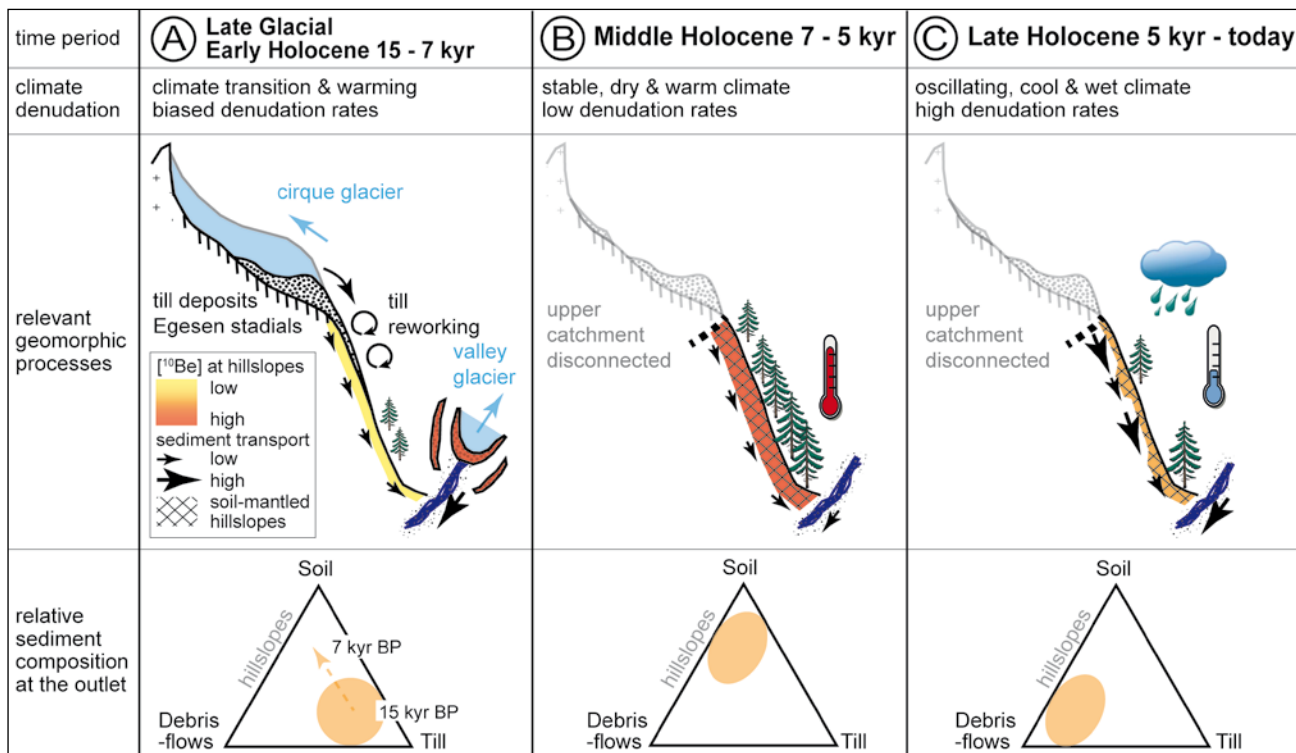 time period
A
Late Glacial
Early Holocene 15 - 7 kyr
B
Middle Holocene 7 - 5 kyr
C
Late Holocene 5 kyr - today
climate
denudation
climate transition & warming
biased denudation rates
stable, dry & warm climate
low denudation rates
oscillating, cool & wet climate
high denudation rates
relevant
geomorphic
processes
cirque glacier
till deposits
Egesen stadials
till
reworking
valley
glacier
[¹⁰Be] at hillslopes
low
high
sediment transport
low
high
soil-mantled
hillslopes
upper
catchment
disconnected
upper
catchment
disconnected
relative
sediment
composition
at the outlet
Soil
hillslopes
7 kyr BP
15 kyr BP
Debris
-flows
Till
Soil
hillslopes
Debris
-flows
Till
Soil
hillslopes
Debris
-flows
Till